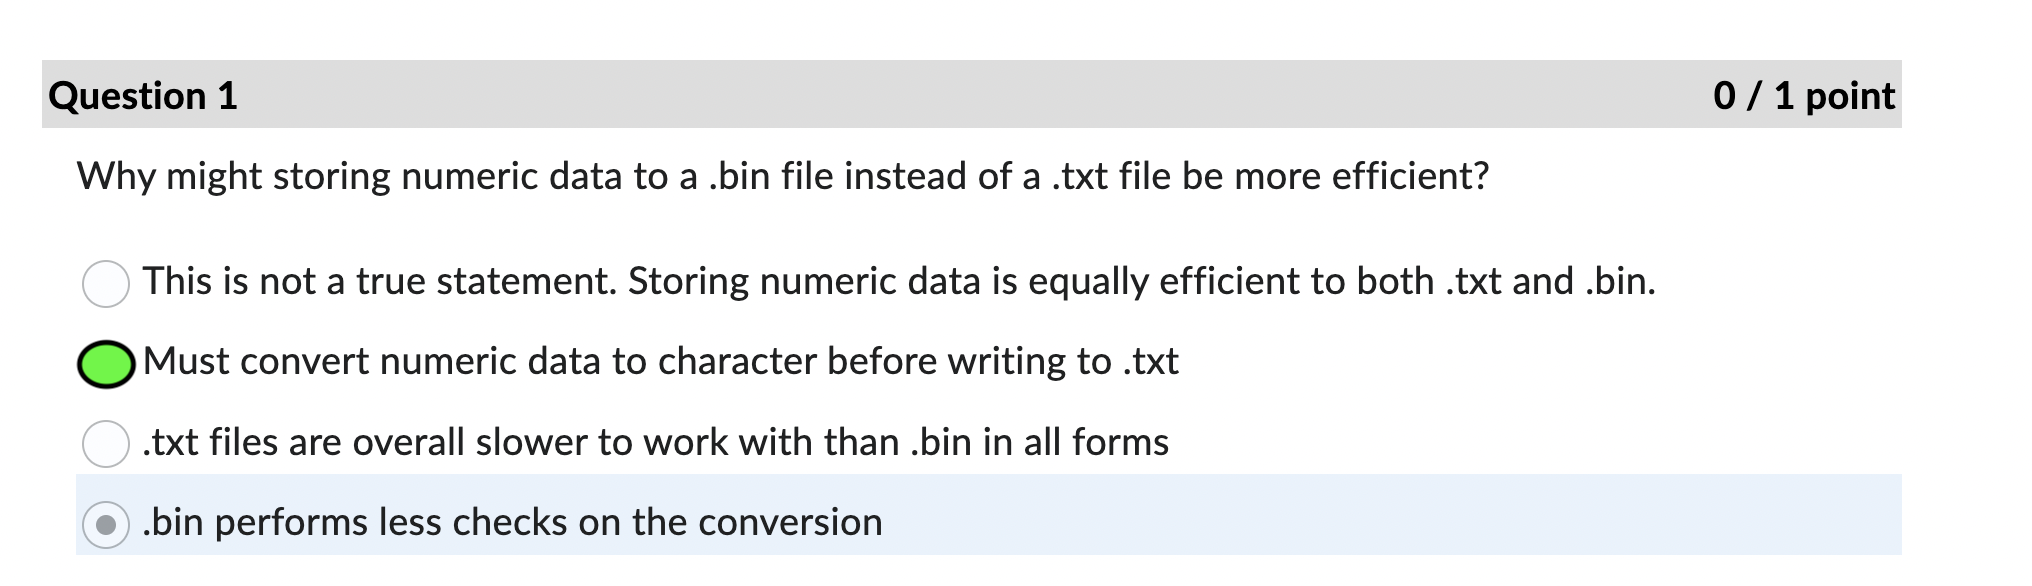 Question 1
0 / 1 point
Why might storing numeric data to a .bin file instead of a .txt file be more efficient?
This is not a true statement. Storing numeric data is equally efficient to both .txt and .bin.
Must convert numeric data to character before writing to .txt
.txt files are overall slower to work with than .bin in all forms
.bin performs less checks on the conversion